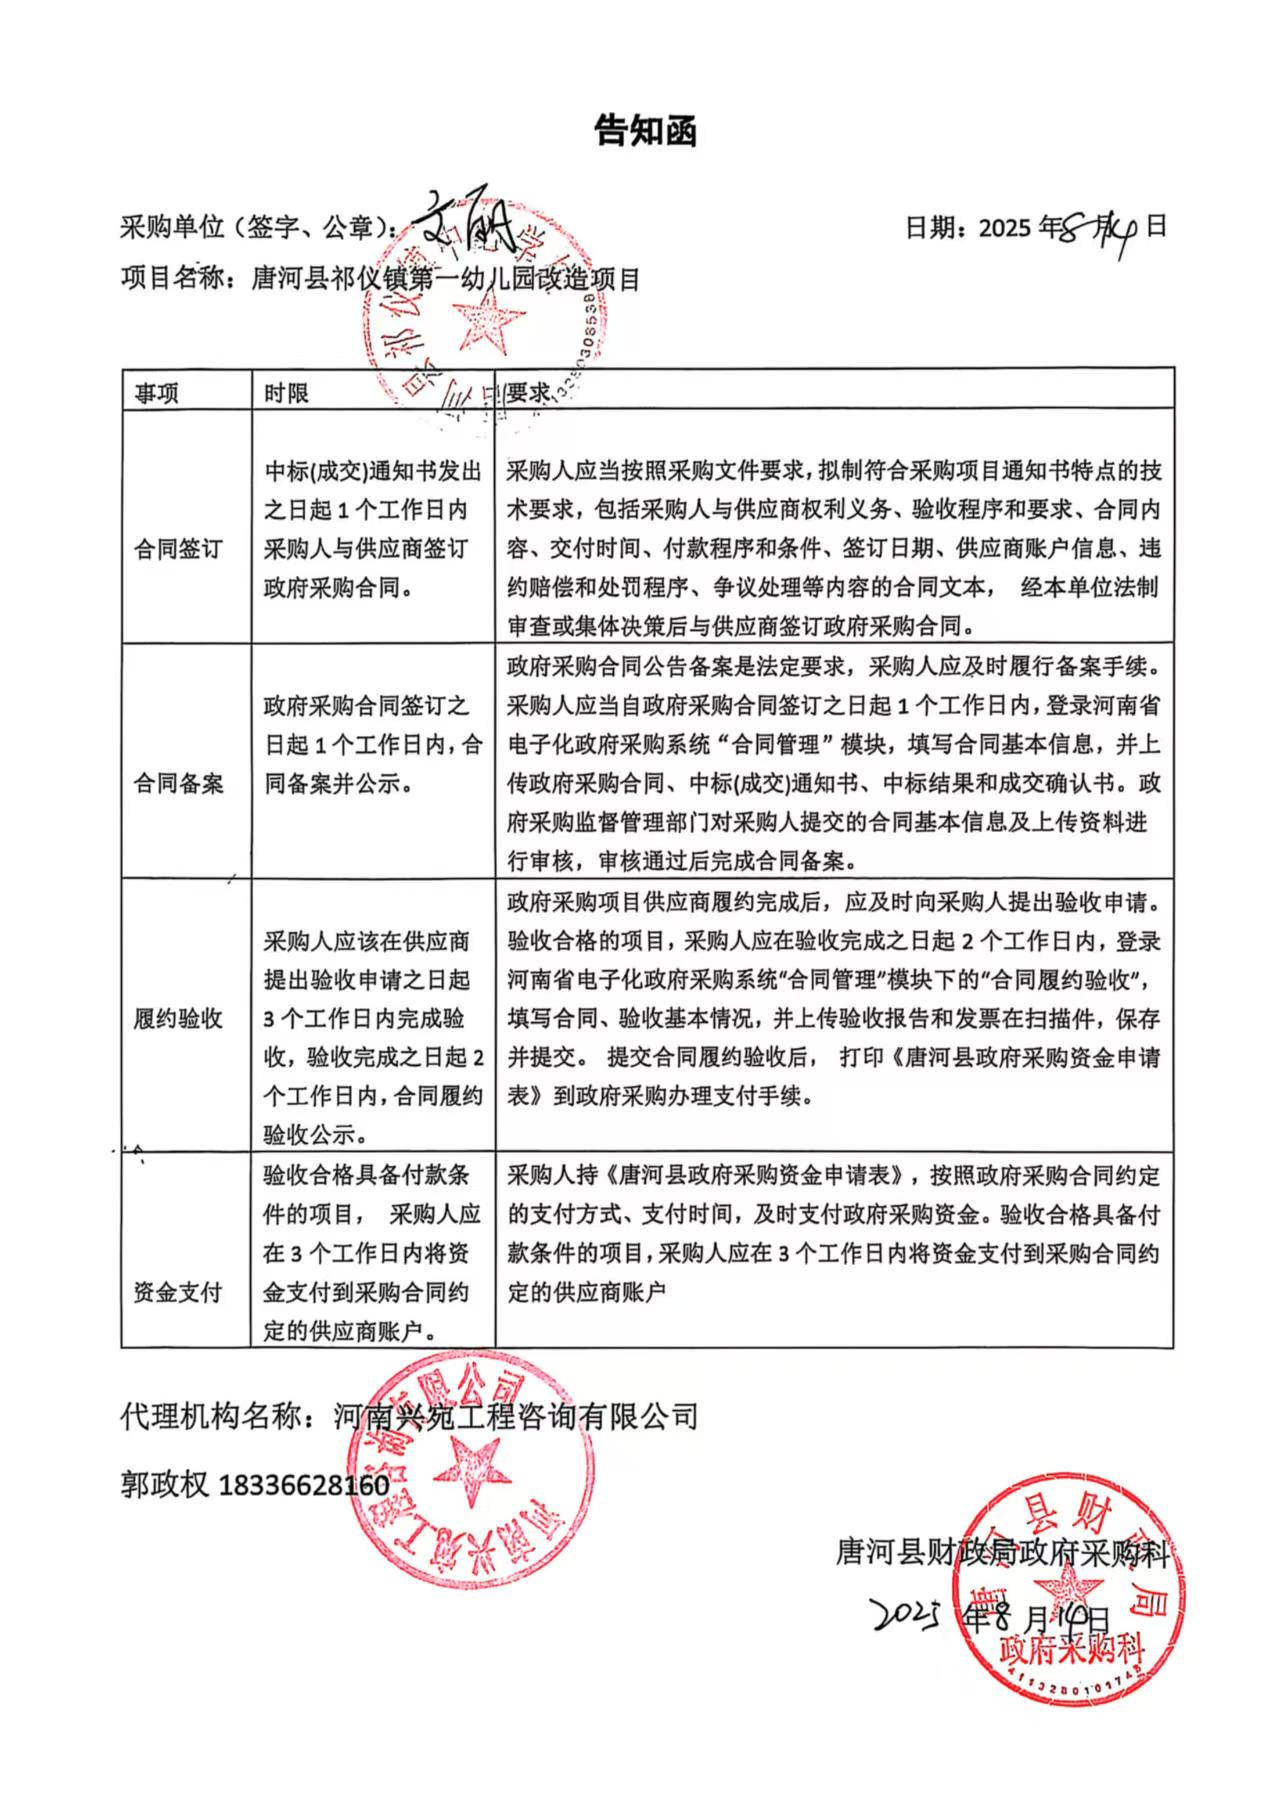 告知函
采购单位（签字、公章）：文丽
日期：2025 年8月14日
项目名称：唐河县祁仪镇第一幼儿园改造项目
4113280308538
事项 时限 要求
合同签订
中标(成交)通知书发出
之日起 1 个工作日内
采购人与供应商签订
政府采购合同。
采购人应当按照采购文件要求，拟制符合采购项目通知书特点的技
术要求，包括采购人与供应商权利义务、验收程序和要求、合同内
容、交付时间、付款程序和条件、签订日期、供应商账户信息、违
约赔偿和处罚程序、争议处理等内容的合同文本， 经本单位法制
审查或集体决策后与供应商签订政府采购合同。
合同备案
政府采购合同签订之
日起 1 个工作日内，合
同备案并公示。
政府采购合同公告备案是法定要求，采购人应及时履行备案手续。
采购人应当自政府采购合同签订之日起 1 个工作日内，登录河南省
电子化政府采购系统“合同管理”模块，填写合同基本信息，并上
传政府采购合同、中标(成交)通知书、中标结果和成交确认书。政
府采购监督管理部门对采购人提交的合同基本信息及上传资料进
行审核，审核通过后完成合同备案。
履约验收
采购人应该在供应商
提出验收申请之日起
3 个工作日内完成验
收，验收完成之日起 2
个工作日内，合同履约
验收公示。
政府采购项目供应商履约完成后，应及时向采购人提出验收申请。
验收合格的项目，采购人应在验收完成之日起 2 个工作日内，登录
河南省电子化政府采购系统“合同管理”模块下的“合同履约验收”，
填写合同、验收基本情况，并上传验收报告和发票在扫描件，保存
并提交。 提交合同履约验收后， 打印《唐河县政府采购资金申请
表》到政府采购办理支付手续。
资金支付
验收合格具备付款条
件的项目， 采购人应
在 3 个工作日内将资
金支付到采购合同约
定的供应商账户。
采购人持《唐河县政府采购资金申请表》，按照政府采购合同约定
的支付方式、支付时间，及时支付政府采购资金。验收合格具备付
款条件的项目，采购人应在 3 个工作日内将资金支付到采购合同约
定的供应商账户
代理机构名称：河南兴宛工程咨询有限公司
河南兴宛工程咨询有限公司
郭政权 18336628160
唐河县财政局政府采购科
2025 年8月14日
唐河县财政局
政府采购科
4113280101743